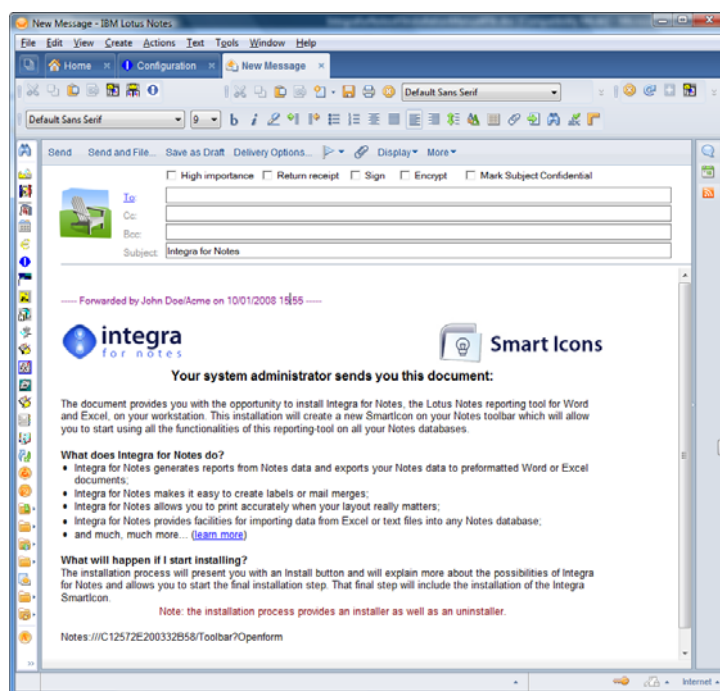 New Message - IBM Lotus Notes
File Edit View Create Actions Text Tools Window Help
Home Configuration New Message
Default Sans Serif
Default Sans Serif 9
Send Send and File... Save as Draft Delivery Options... Display More
High importance Return receipt Sign Encrypt Mark Subject Confidential
To:
Cc:
Bcc:
Subject: Integra for Notes
----- Forwarded by John Doe/Acme on 10/01/2008 15:55 -----
integra
for notes
Smart Icons
Your system administrator sends you this document:
The document provides you with the opportunity to install Integra for Notes, the Lotus Notes reporting tool for Word
and Excel, on your workstation. This installation will create a new SmartIcon on your Notes toolbar which will allow
you to start using all the functionalities of this reporting-tool on all your Notes databases.
What does Integra for Notes do?
• Integra for Notes generates reports from Notes data and exports your Notes data to preformatted Word or Excel
documents;
• Integra for Notes makes it easy to create labels or mail merges;
• Integra for Notes allows you to print accurately when your layout really matters;
• Integra for Notes provides facilities for importing data from Excel or text files into any Notes database;
• and much, much more... (learn more)
What will happen if I start installing?
The installation process will present you with an Install button and will explain more about the possibilities of Integra
for Notes and allows you to start the final installation step. That final step will include the installation of the Integra
SmartIcon.
Note: the installation process provides an installer as well as an uninstaller.
Notes:///C12572E200332B58/Toolbar?Openform
Internet